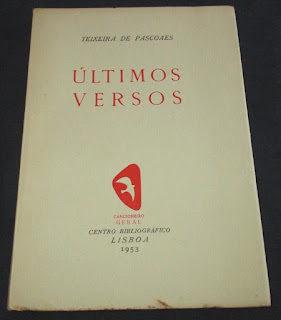 TEIXEIRA DE PASCOAES
ÚLTIMOS
VERSOS
CANCIONEIRO
GERAL
CENTRO BIBLIOGRÁFICO
LISBOA
1953